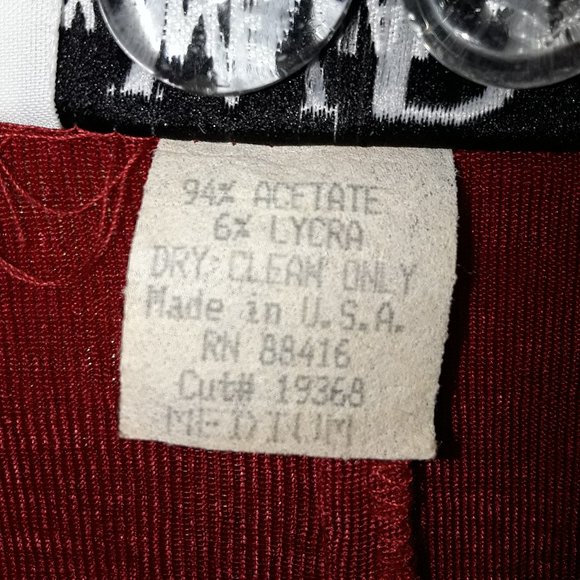 94% ACETATE
6% LYCRA
DRY CLEAN ONLY
Made in U.S.A.
RN 88416
Cut# 19368
MEDIUM